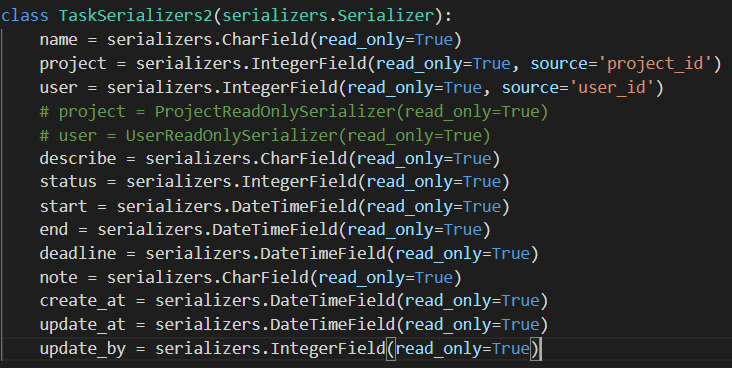 class TaskSerializers2(serializers.Serializer):
    name = serializers.CharField(read_only=True)
    project = serializers.IntegerField(read_only=True, source='project_id')
    user = serializers.IntegerField(read_only=True, source='user_id')
    # project = ProjectReadOnlySerializer(read_only=True)
    # user = UserReadOnlySerializer(read_only=True)
    describe = serializers.CharField(read_only=True)
    status = serializers.IntegerField(read_only=True)
    start = serializers.DateTimeField(read_only=True)
    end = serializers.DateTimeField(read_only=True)
    deadline = serializers.DateTimeField(read_only=True)
    note = serializers.CharField(read_only=True)
    create_at = serializers.DateTimeField(read_only=True)
    update_at = serializers.DateTimeField(read_only=True)
    update_by = serializers.IntegerField(read_only=True)